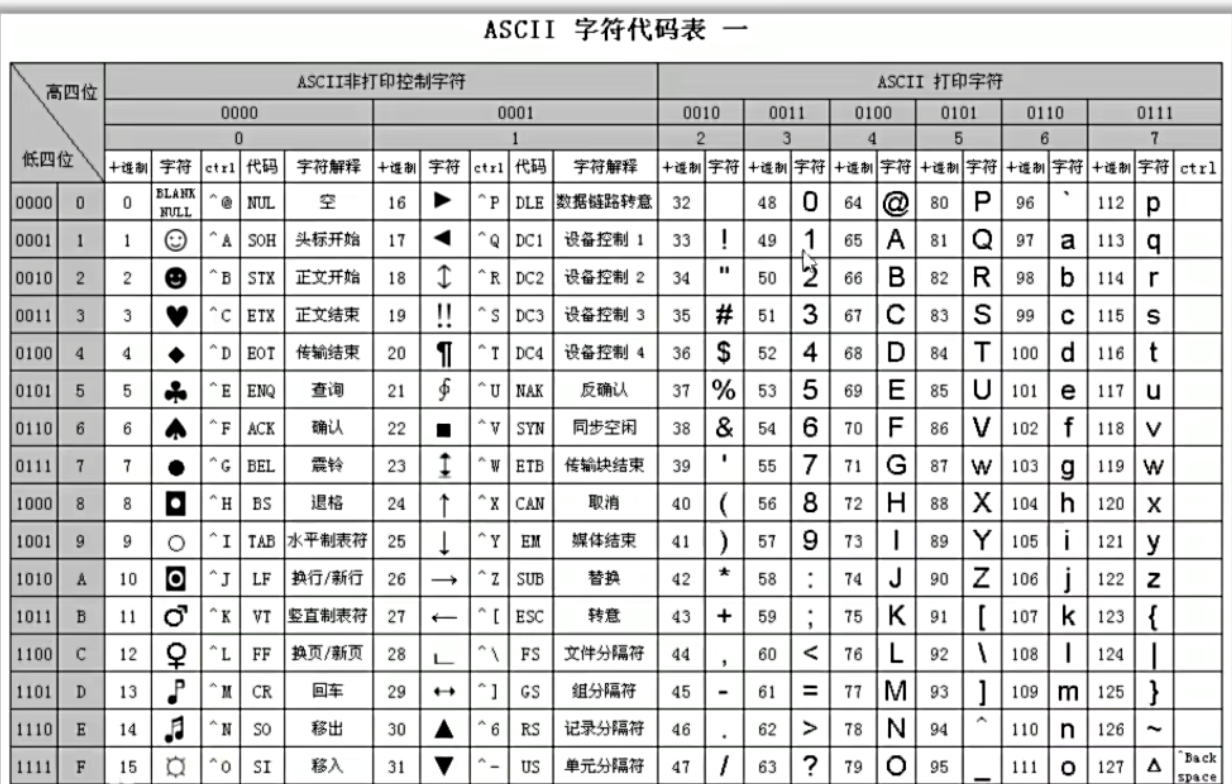 ASCII 字符代码表 一
高四位 ASCII非打印控制字符 ASCII 打印字符
0000 0001 0010 0011 0100 0101 0110 0111
0 1 2 3 4 5 6 7
低四位 十进制 字符 ctrl 代码 字符解释 十进制 字符 ctrl 代码 字符解释 十进制 字符 十进制 字符 十进制 字符 十进制 字符 十进制 字符 十进制 字符 ctrl
0000 0 0 BLANK NULL ^@ NUL 空 16 ► ^P DLE 数据链路转意 32 48 0 64 @ 80 P 96 ` 112 p
0001 1 1 ☺ ^A SOH 头标开始 17 ◄ ^Q DC1 设备控制 1 33 ! 49 1 65 A 81 Q 97 a 113 q
0010 2 2 ☻ ^B STX 正文开始 18 ↕ ^R DC2 设备控制 2 34 " 50 2 66 B 82 R 98 b 114 r
0011 3 3 ♥ ^C ETX 正文结束 19 !! ^S DC3 设备控制 3 35 # 51 3 67 C 83 S 99 c 115 s
0100 4 4 ♦ ^D EOT 传输结束 20 ¶ ^T DC4 设备控制 4 36 $ 52 4 68 D 84 T 100 d 116 t
0101 5 5 ♣ ^E ENQ 查询 21 ∮ ^U NAK 反确认 37 % 53 5 69 E 85 U 101 e 117 u
0110 6 6 ♠ ^F ACK 确认 22 ■ ^V SYN 同步空闲 38 & 54 6 70 F 86 V 102 f 118 v
0111 7 7 ● ^G BEL 震铃 23 ↨ ^W ETB 传输块结束 39 ' 55 7 71 G 87 w 103 g 119 w
1000 8 8 ◘ ^H BS 退格 24 ↑ ^X CAN 取消 40 ( 56 8 72 H 88 X 104 h 120 x
1001 9 9 ○ ^I TAB 水平制表符 25 ↓ ^Y EM 媒体结束 41 ) 57 9 73 I 89 Y 105 i 121 y
1010 A 10 ◙ ^J LF 换行/新行 26 → ^Z SUB 替换 42 * 58 : 74 J 90 Z 106 j 122 z
1011 B 11 ♂ ^K VT 竖直制表符 27 ← ^[ ESC 转意 43 + 59 ; 75 K 91 [ 107 k 123 {
1100 C 12 ♀ ^L FF 换页/新页 28 ∟ ^\ FS 文件分隔符 44 , 60 < 76 L 92 \ 108 l 124 |
1101 D 13 ♪ ^M CR 回车 29 ↔ ^] GS 组分隔符 45 - 61 = 77 M 93 ] 109 m 125 }
1110 E 14 ♫ ^N SO 移出 30 ▲ ^6 RS 记录分隔符 46 . 62 > 78 N 94 ^ 110 n 126 ~
1111 F 15 ☼ ^O SI 移入 31 ▼ ^- US 单元分隔符 47 / 63 ? 79 O 95 _ 111 o 127 Δ ^Back space